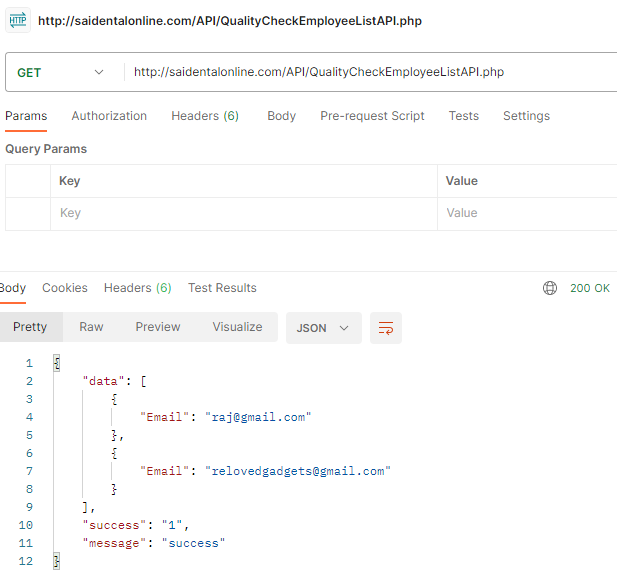 HTTP http://saidentalonline.com/API/QualityCheckEmployeeListAPI.php
GET http://saidentalonline.com/API/QualityCheckEmployeeListAPI.php
Params Authorization Headers (6) Body Pre-request Script Tests Settings
Query Params
Key Value
Key Value
Body Cookies Headers (6) Test Results 200 OK
Pretty Raw Preview Visualize JSON
1 {
2 "data": [
3 {
4 "Email": "raj@gmail.com"
5 },
6 {
7 "Email": "relovedgadgets@gmail.com"
8 }
9 ],
10 "success": "1",
11 "message": "success"
12 }